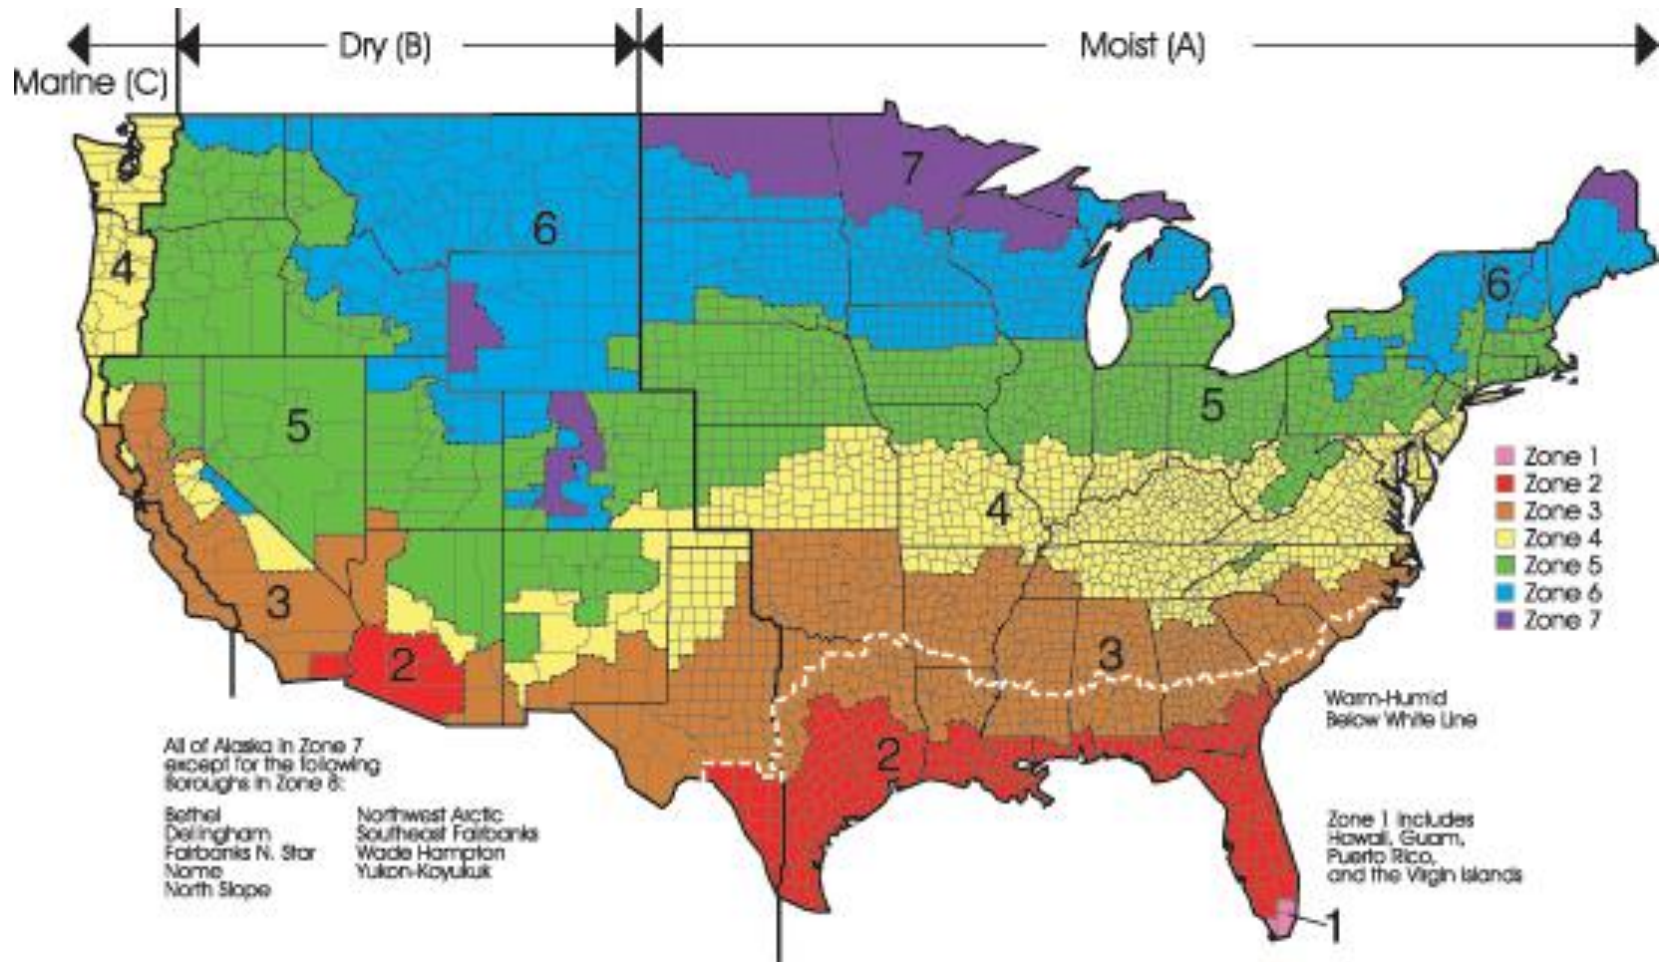 Dry (B)
Moist (A)
Marine (C)
7
6
4
6
5
5
4
3
3
2
2
1
Zone 1
Zone 2
Zone 3
Zone 4
Zone 5
Zone 6
Zone 7
Warm-Humid
Below White Line
All of Alaska in Zone 7
except for the following
Boroughs in Zone 8:
Bethel
Dellingham
Fairbanks N. Star
Nome
North Slope
Northwest Arctic
Southeast Fairbanks
Wade Hampton
Yukon-Koyukuk
Zone 1 includes
Hawaii, Guam,
Puerto Rico,
and the Virgin Islands